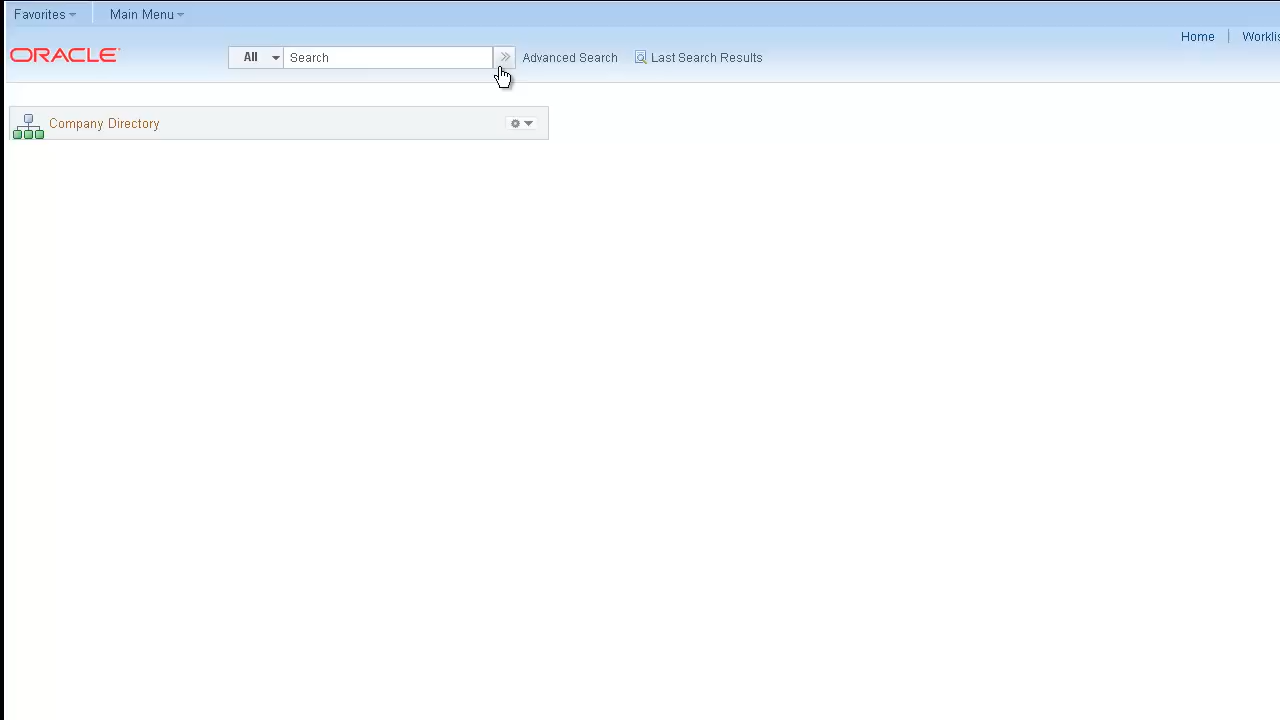 Favorites
Main Menu
Home
ORACLE
All
Search
Advanced Search
Last Search Results
Company Directory